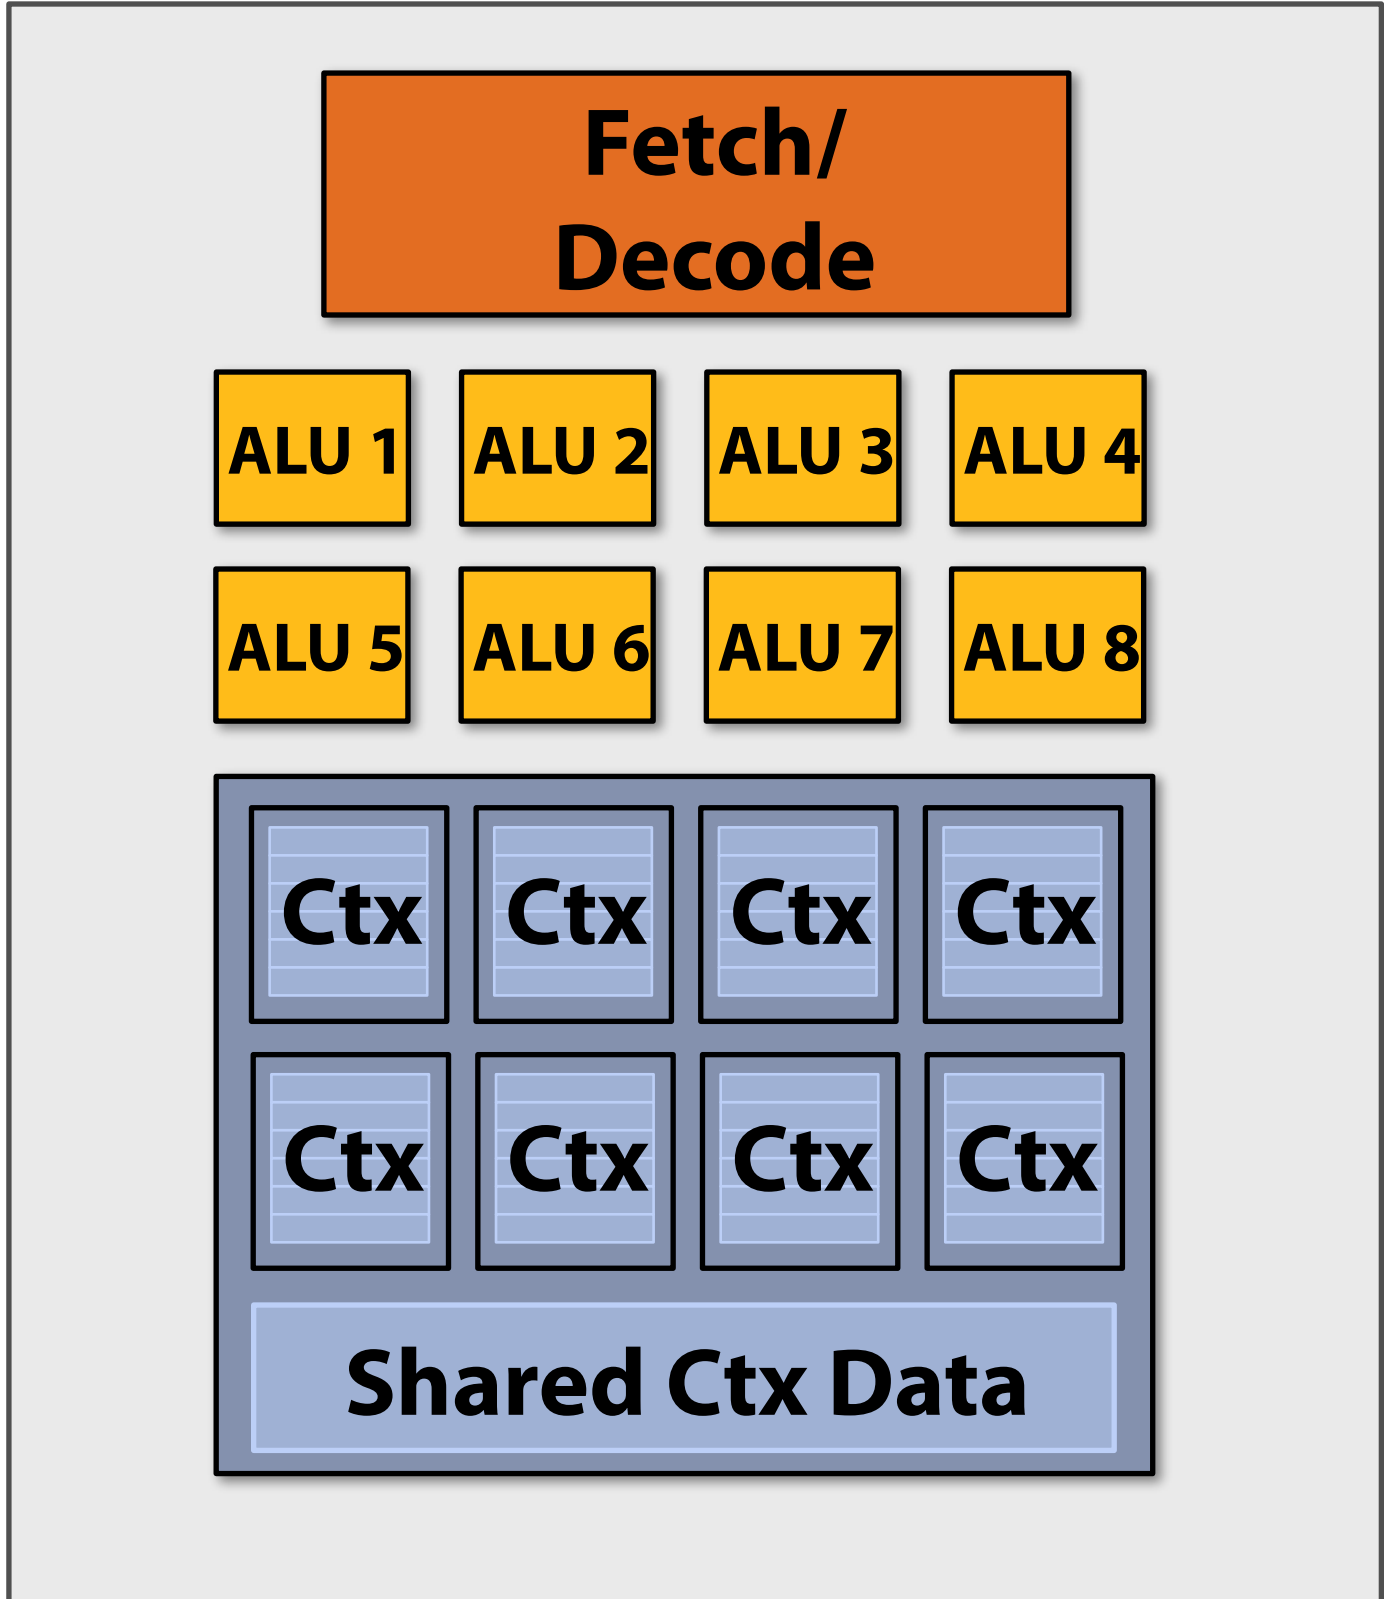 Fetch/
Decode
ALU 1 ALU 2 ALU 3 ALU 4
ALU 5 ALU 6 ALU 7 ALU 8
Ctx Ctx Ctx Ctx
Ctx Ctx Ctx Ctx
Shared Ctx Data